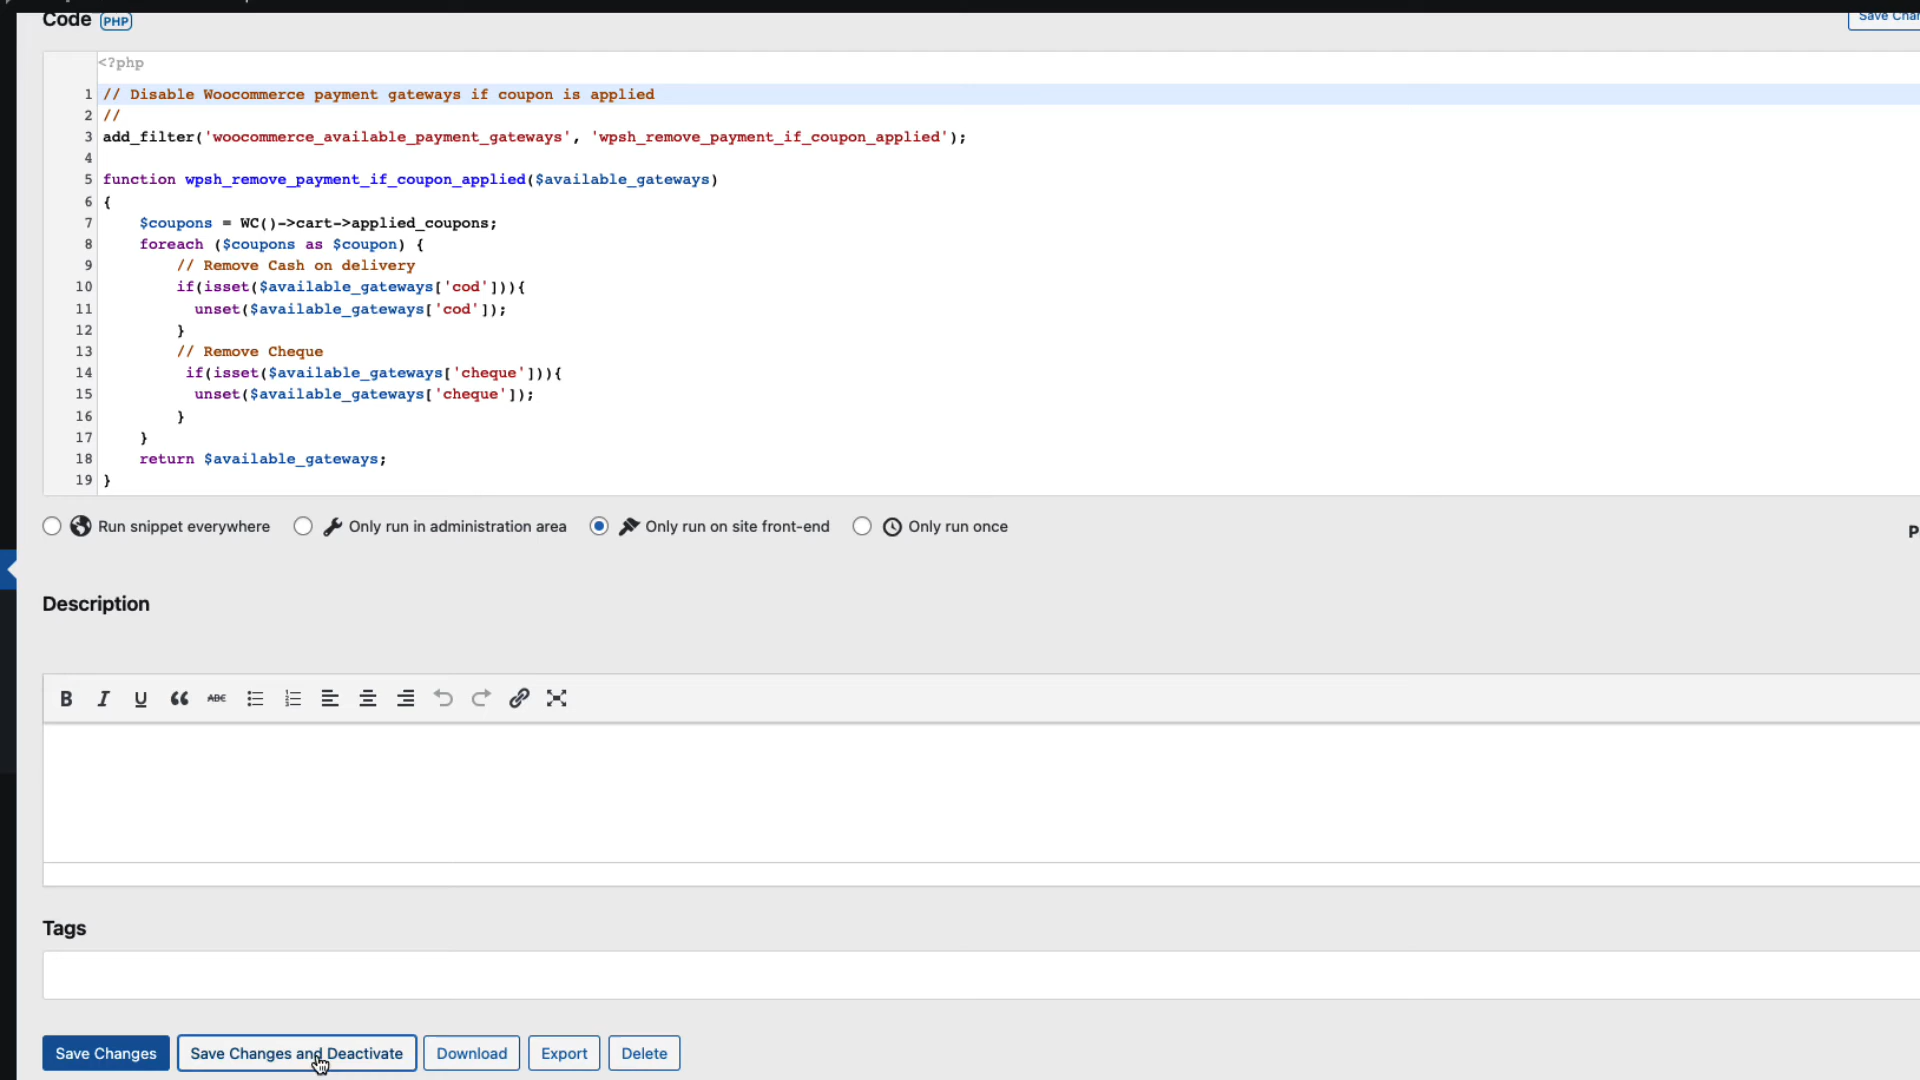 Code PHP
<?php
1 // Disable Woocommerce payment gateways if coupon is applied
2 //
3 add_filter('woocommerce_available_payment_gateways', 'wpsh_remove_payment_if_coupon_applied');
4
5 function wpsh_remove_payment_if_coupon_applied($available_gateways)
6 {
7 $coupons = WC()->cart->applied_coupons;
8 foreach ($coupons as $coupon) {
9 // Remove Cash on delivery
10 if(isset($available_gateways['cod'])){
11 unset($available_gateways['cod']);
12 }
13 // Remove Cheque
14 if(isset($available_gateways['cheque'])){
15 unset($available_gateways['cheque']);
16 }
17 }
18 return $available_gateways;
19 }
Run snippet everywhere Only run in administration area Only run on site front-end Only run once
Description
B I U ABC
Tags
Save Changes Save Changes and Deactivate Download Export Delete